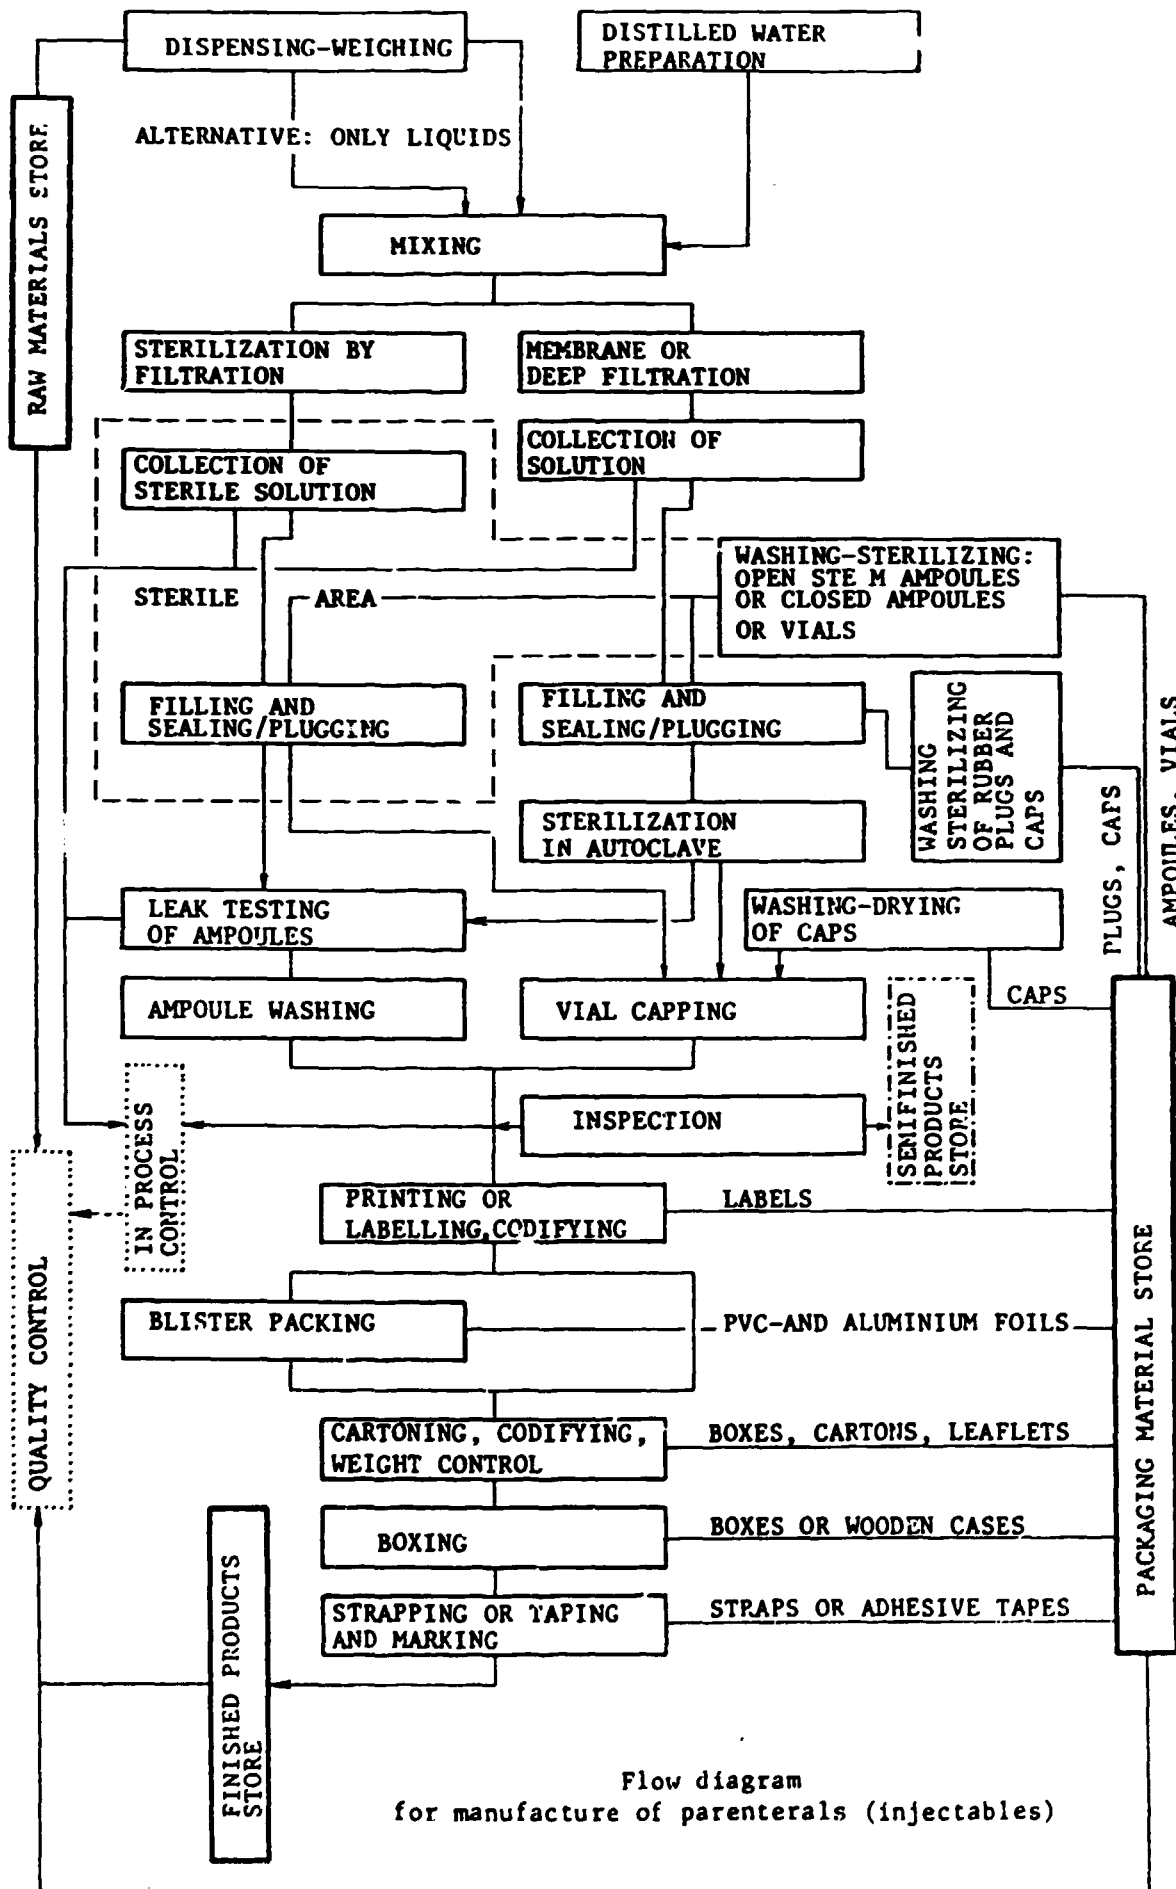 DISPENSING-WEIGHING
DISTILLED WATER
PREPARATION
RAW MATERIALS STORE
ALTERNATIVE: ONLY LIQUIDS
MIXING
STERILIZATION BY
FILTRATION
MEMBRANE OR
DEEP FILTRATION
COLLECTION OF
STERILE SOLUTION
COLLECTION OF
SOLUTION
STERILE AREA
WASHING-STERILIZING:
OPEN STE M AMPOULES
OR CLOSED AMPOULES
OR VIALS
FILLING AND
SEALING/PLUGGING
FILLING AND
SEALING/PLUGGING
WASHING
STERILIZING
OF RUBBER
PLUGS AND
CAPS
PLUGS, CAPS
AMPOULES, VIALS
STERILIZATION
IN AUTOCLAVE
LEAK TESTING
OF AMPOULES
WASHING-DRYING
OF CAPS
AMPOULE WASHING
VIAL CAPPING
CAPS
SEMIFINISHED
PRODUCTS
STORE
IN PROCESS
CONTROL
INSPECTION
PRINTING OR
LABELLING,CODIFYING
LABELS
QUALITY CONTROL
BLISTER PACKING
PVC-AND ALUMINIUM FOILS
PACKAGING MATERIAL STORE
CARTONING, CODIFYING,
WEIGHT CONTROL
BOXES, CARTONS, LEAFLETS
BOXING
BOXES OR WOODEN CASES
STRAPPING OR TAPING
AND MARKING
STRAPS OR ADHESIVE TAPES
FINISHED PRODUCTS
STORE
Flow diagram
for manufacture of parenterals (injectables)